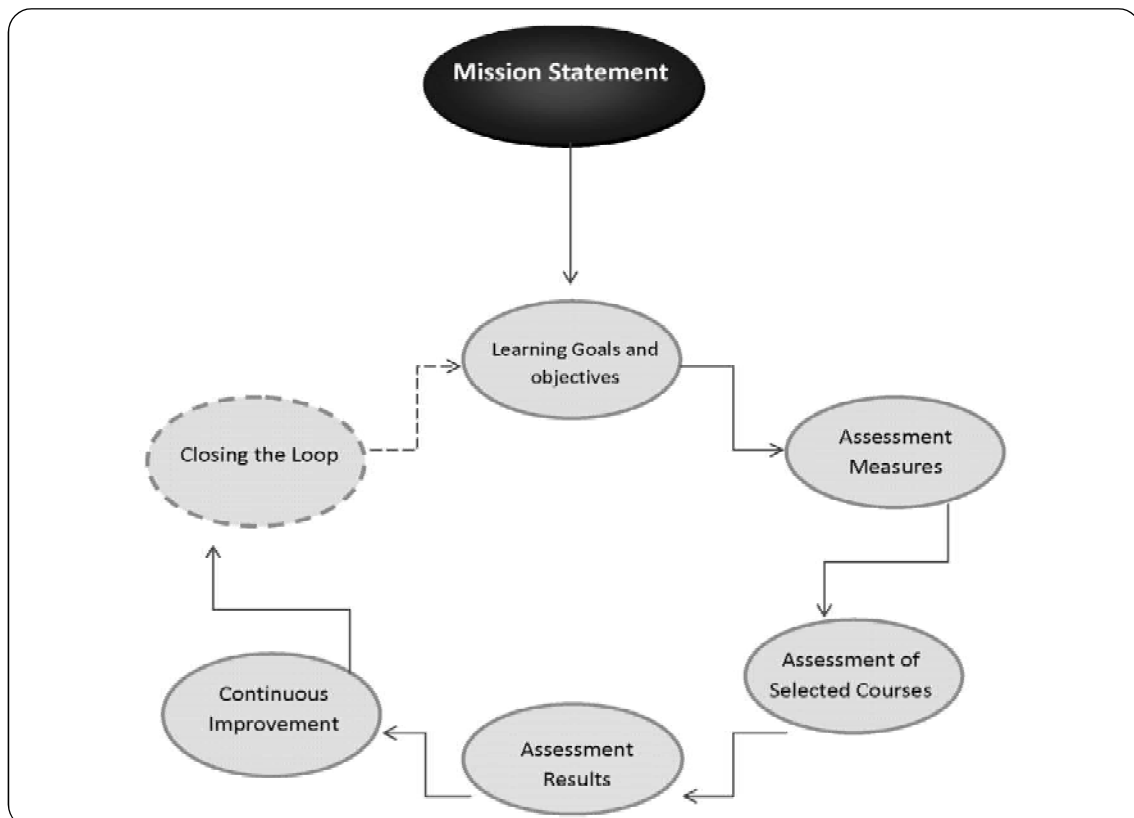 Mission Statement
Learning Goals and
objectives
Assessment
Measures
Assessment of
Selected Courses
Assessment
Results
Continuous
Improvement
Closing the Loop